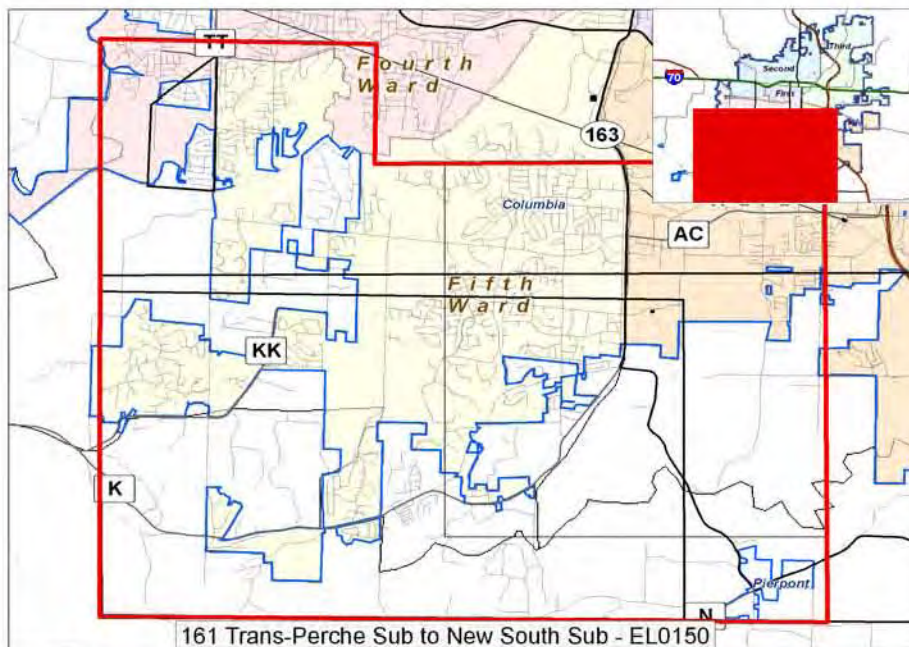 TT
Fourth
Ward
163
70
Second
Third
First
Columbia
AC
Fifth
Ward
KK
K
Pierpont
N
161 Trans-Perche Sub to New South Sub - EL0150